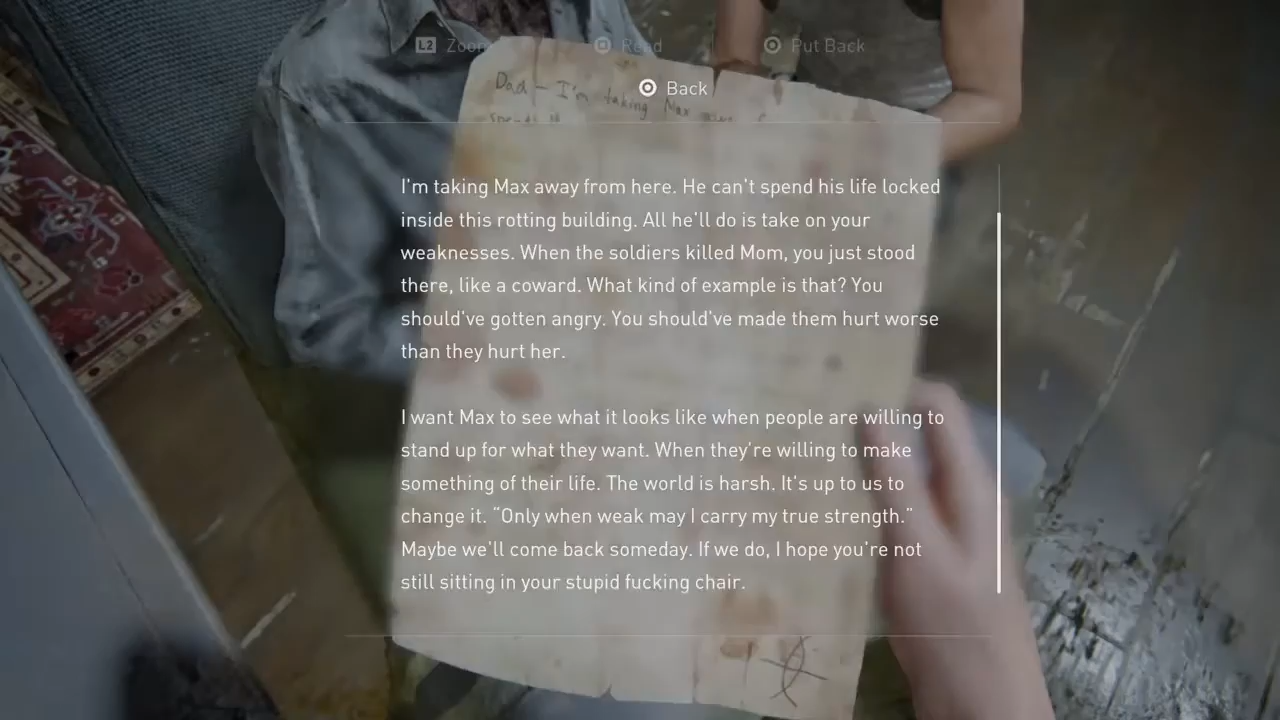 L2 Zoom Read Put Back
Back
Dad - I'm taking Max
I'm taking Max away from here. He can't spend his life locked
inside this rotting building. All he'll do is take on your
weaknesses. When the soldiers killed Mom, you just stood
there, like a coward. What kind of example is that? You
should've gotten angry. You should've made them hurt worse
than they hurt her.
I want Max to see what it looks like when people are willing to
stand up for what they want. When they're willing to make
something of their life. The world is harsh. It's up to us to
change it. “Only when weak may I carry my true strength.”
Maybe we'll come back someday. If we do, I hope you're not
still sitting in your stupid fucking chair.